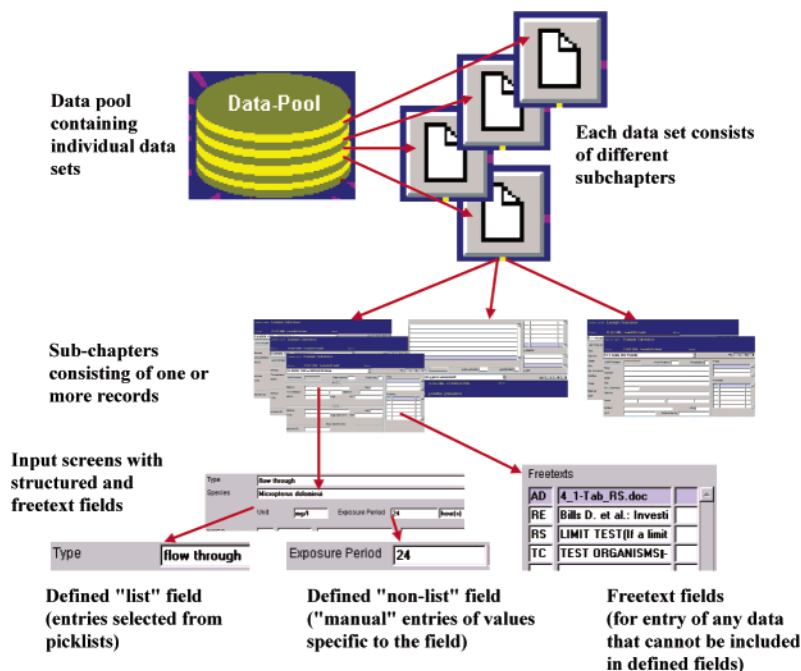 Data-Pool
Data pool
containing
individual data
sets
Each data set consists
of different
subchapters
Sub-chapters
consisting of one or
more records
Input screens with
structured and
freetext fields
Type flow through
Species Micropterus dolomieui
Unit mg/l Exposure Period 24 hour(s)
Type flow through
Exposure Period 24
Freetexts
AD 4_1-Tab_RS.doc
RE Bills D. et al.: Investi
RS LIMIT TEST(If a limit
TC TEST ORGANISMS
Defined "list" field
(entries selected from
picklists)
Defined "non-list" field
("manual" entries of values
specific to the field)
Freetext fields
(for entry of any data
that cannot be included
in defined fields)